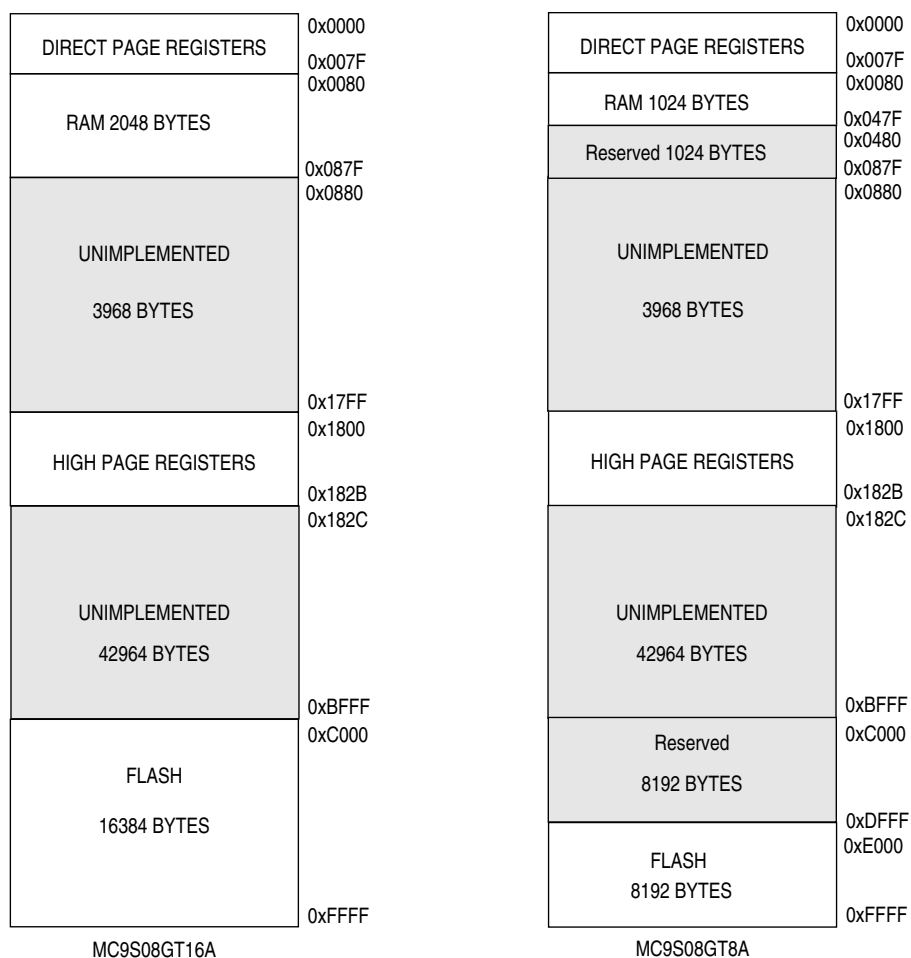 DIRECT PAGE REGISTERS
0x0000
0x007F
0x0080
RAM 2048 BYTES
0x087F
0x0880
UNIMPLEMENTED
3968 BYTES
0x17FF
0x1800
HIGH PAGE REGISTERS
0x182B
0x182C
UNIMPLEMENTED
42964 BYTES
0xBFFF
0xC000
FLASH
16384 BYTES
0xFFFF
MC9S08GT16A
DIRECT PAGE REGISTERS
0x0000
0x007F
0x0080
RAM 1024 BYTES
0x047F
0x0480
Reserved 1024 BYTES
0x087F
0x0880
UNIMPLEMENTED
3968 BYTES
0x17FF
0x1800
HIGH PAGE REGISTERS
0x182B
0x182C
UNIMPLEMENTED
42964 BYTES
0xBFFF
0xC000
Reserved
8192 BYTES
0xDFFF
0xE000
FLASH
8192 BYTES
0xFFFF
MC9S08GT8A